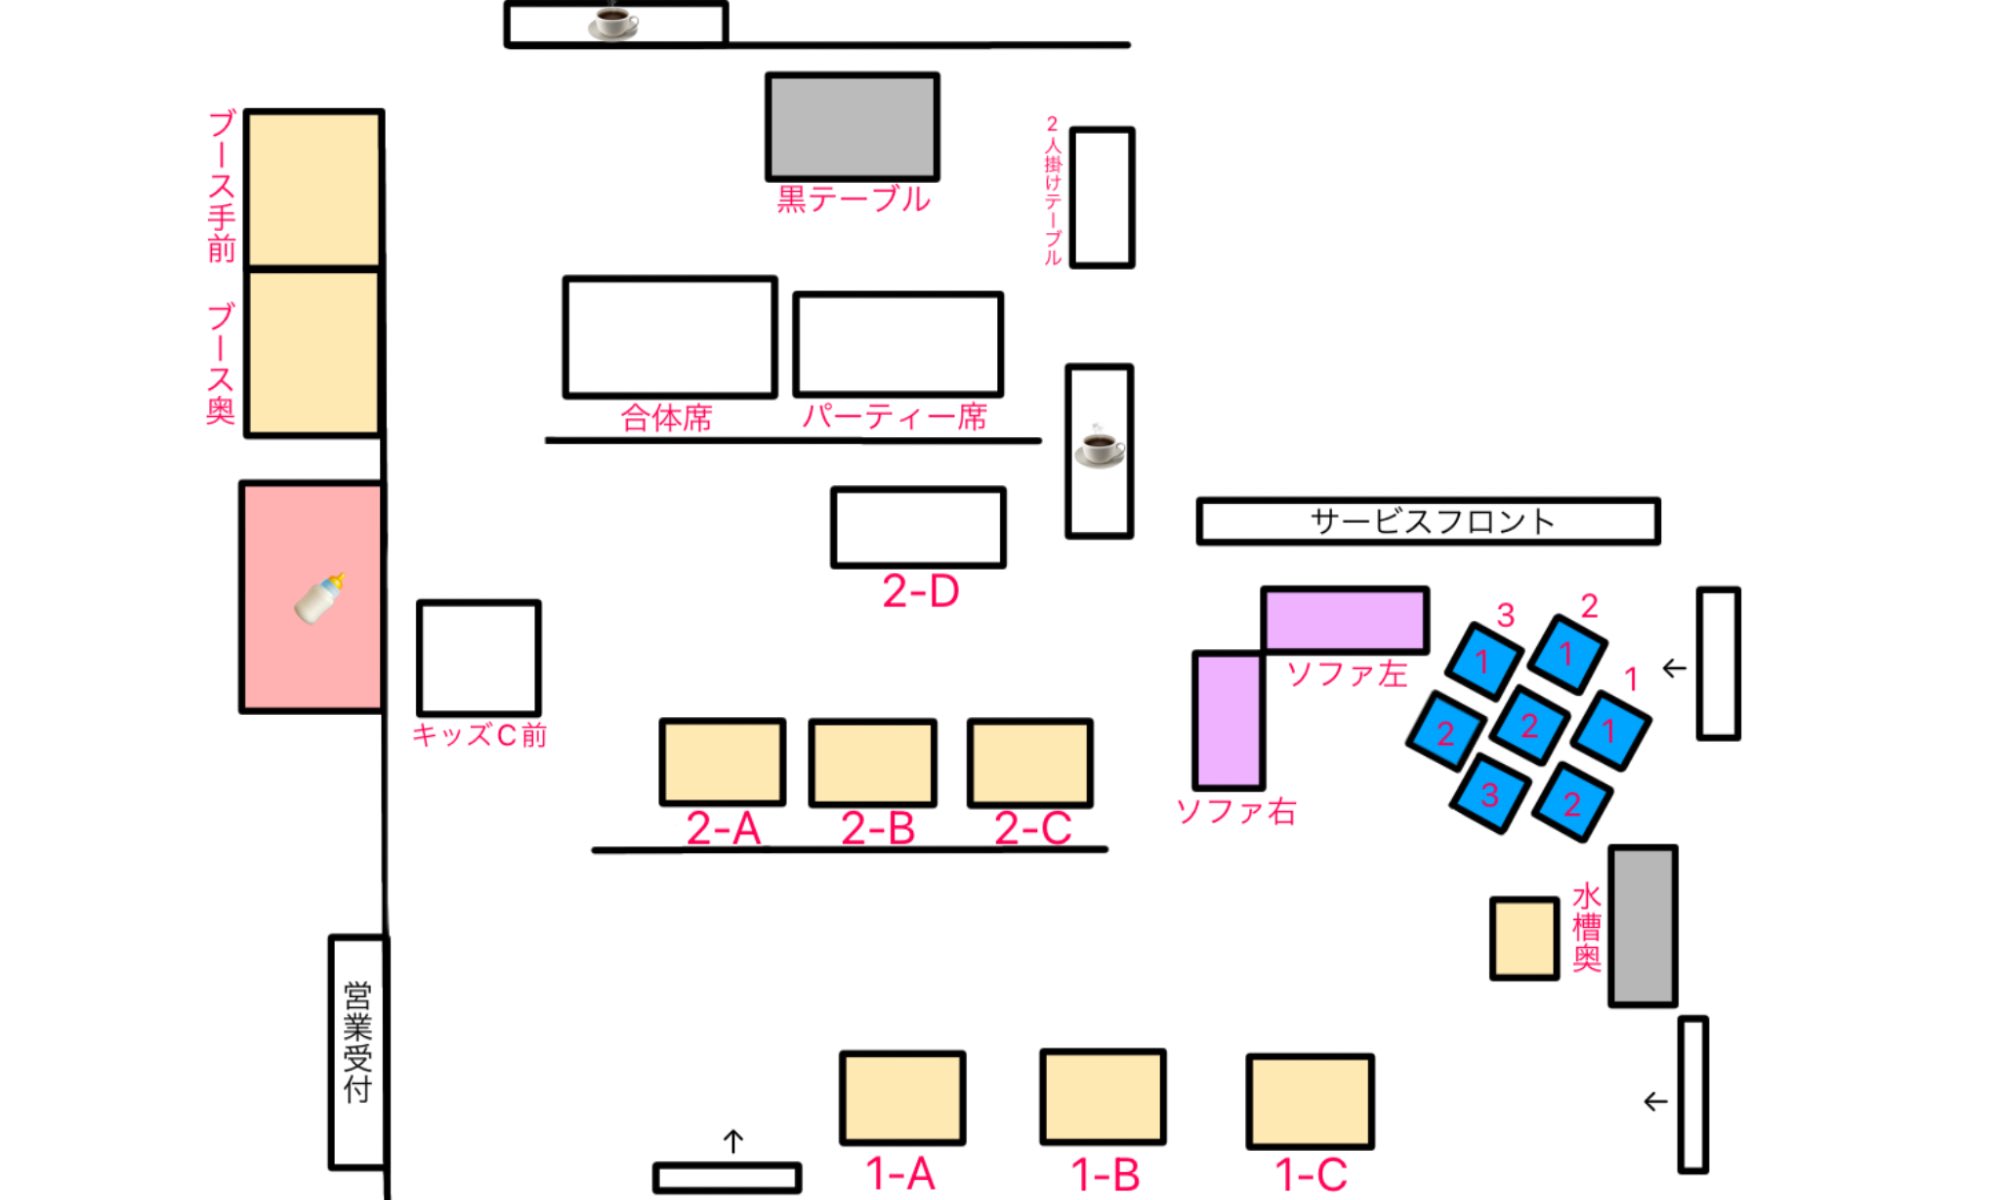 ブース手前
2人掛けテーブル
黒テーブル
ブース奥
合体席
パーティー席
サービスフロント
2-D
キッズC前
ソファ左
3
2
1
1
1
2
2
1
3
2
ソファ右
2-A
2-B
2-C
水槽奥
営業受付
←
←
↑
1-A
1-B
1-C